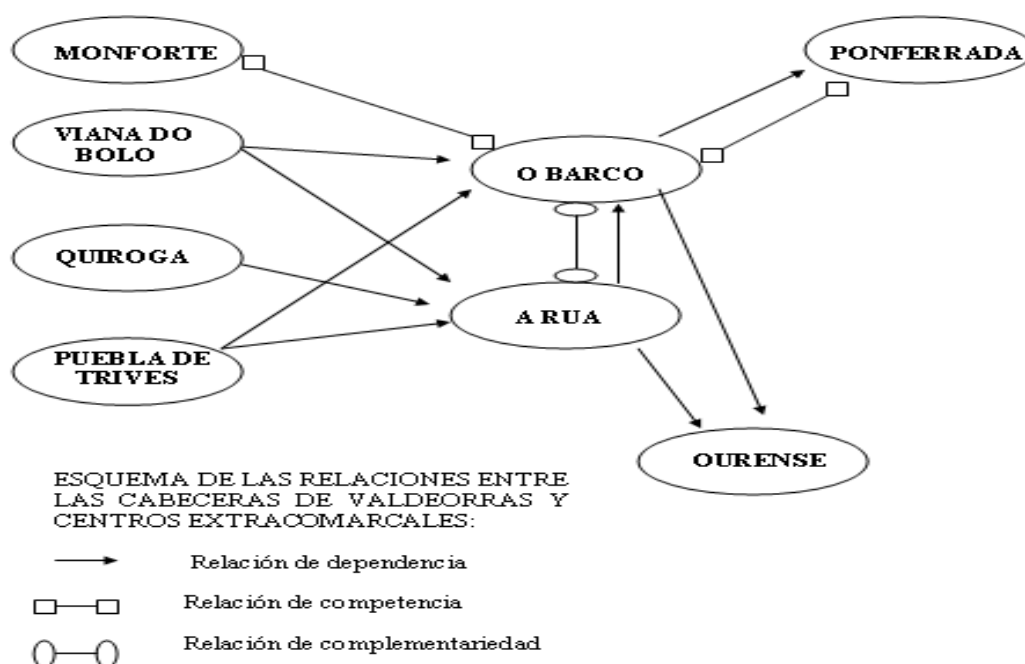 MONFORTE
PONFERRADA
VIANA DO
BOLO
O BARCO
QUIROGA
A RUA
PUEBLA DE
TRIVES
OURENSE
ESQUEMA DE LAS RELACIONES ENTRE
LAS CABECERAS DE VALDEORRAS Y
CENTROS EXTRACOMARCALES:
Relación de dependencia
Relación de competencia
Relación de complementariedad